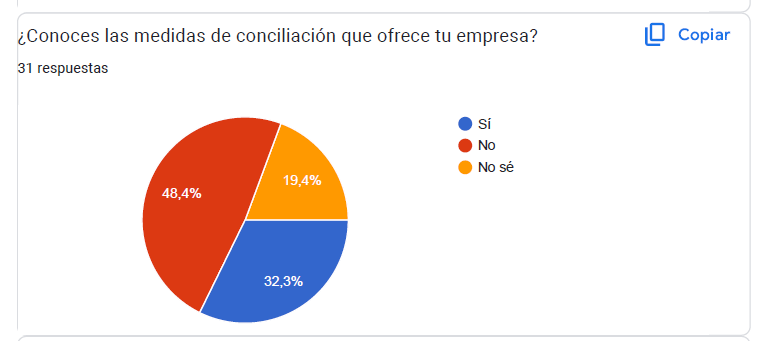 ¿Conoces las medidas de conciliación que ofrece tu empresa?
Copiar
31 respuestas
Sí
No
No sé
48,4%
19,4%
32,3%